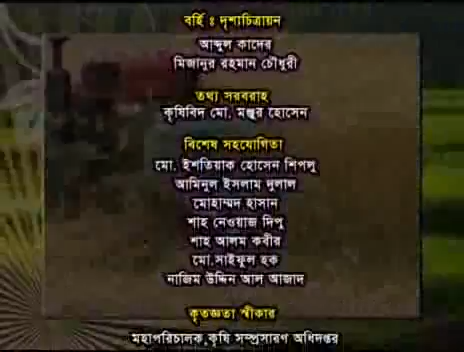 বর্হি ঃ দৃশ্যচিত্রায়ন
আব্দুল কাদের
মিজানুর রহমান চৌধুরী
তথ্য সরবরাহ
কৃষিবিদ মো. মঞ্জুর হোসেন
বিশেষ সহযোগিতা
মো. ইশতিয়াক হোসেন শিপলু
আমিনুল ইসলাম দুলাল
মোহাম্মদ হাসান
শাহ নেওয়াজ দিপু
শাহ আলম কবীর
মো.সাইফুল হক
নাজিম উদ্দিন আল আজাদ
কৃতজ্ঞতা স্বীকার
মহাপরিচালক,কৃষি সম্প্রসারণ অধিদপ্তর